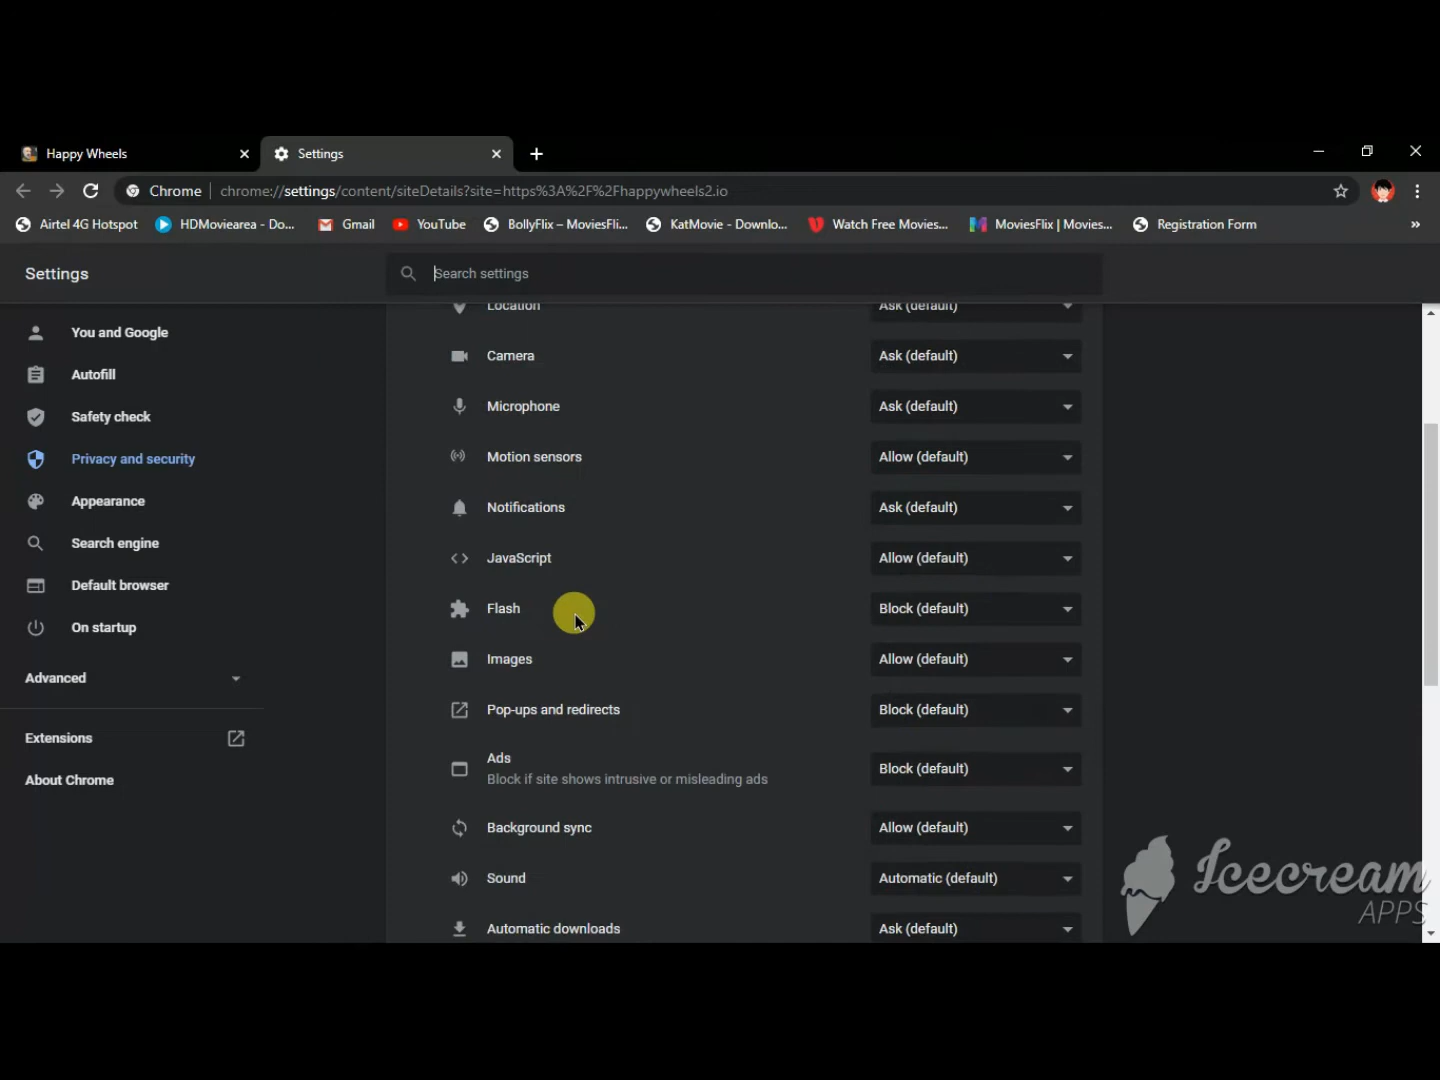 Happy Wheels
Settings
Chrome
chrome://settings/content/siteDetails?site=https%3A%2F%2Fhappywheels2.io
Airtel 4G Hotspot
HDMoviearea - Do...
Gmail
YouTube
BollyFlix – MoviesFli...
KatMovie - Downlo...
Watch Free Movies...
MoviesFlix | Movies...
Registration Form
»
Settings
Search settings
You and Google
Autofill
Safety check
Privacy and security
Appearance
Search engine
Default browser
On startup
Advanced
Extensions
About Chrome
Location Ask (default)
Camera Ask (default)
Microphone Ask (default)
Motion sensors Allow (default)
Notifications Ask (default)
JavaScript Allow (default)
Flash Block (default)
Images Allow (default)
Pop-ups and redirects Block (default)
Ads Block (default)
Block if site shows intrusive or misleading ads
Background sync Allow (default)
Sound Automatic (default)
Automatic downloads Ask (default)
Icecream
APPS